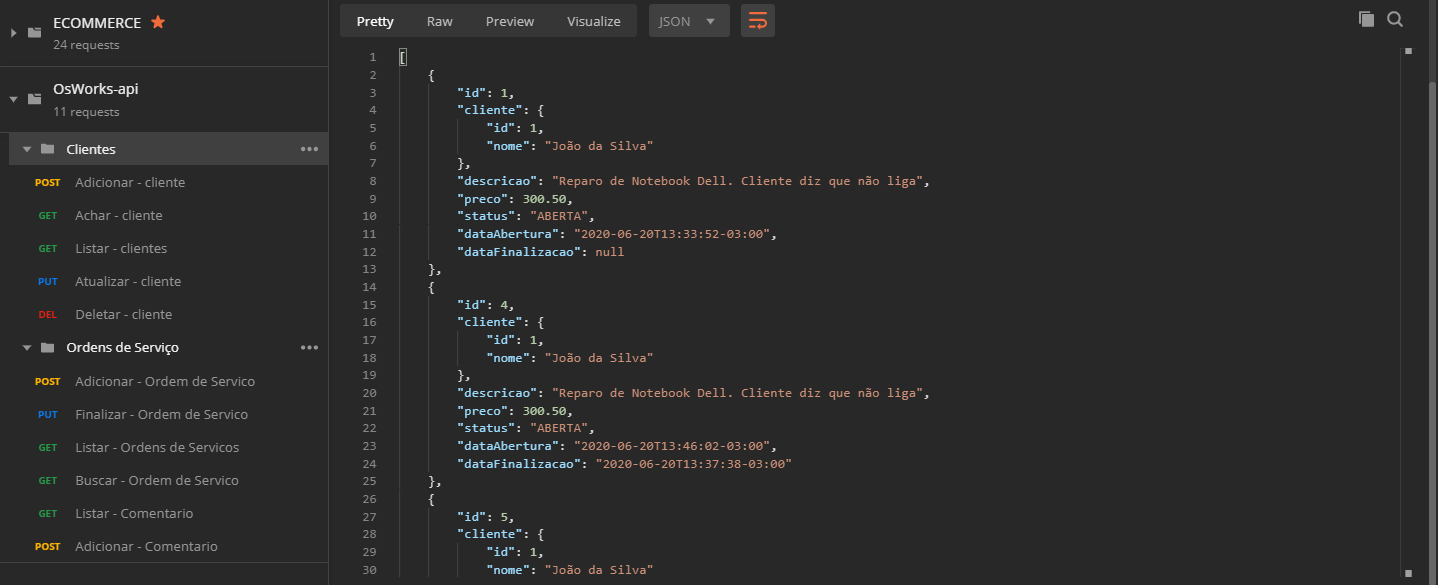 ECOMMERCE
24 requests
OsWorks-api
11 requests
Clientes
POST Adicionar - cliente
GET Achar - cliente
GET Listar - clientes
PUT Atualizar - cliente
DEL Deletar - cliente
Ordens de Serviço
POST Adicionar - Ordem de Servico
PUT Finalizar - Ordem de Servico
GET Listar - Ordens de Servicos
GET Buscar - Ordem de Servico
GET Listar - Comentario
POST Adicionar - Comentario
Pretty Raw Preview Visualize JSON
1 [
2 {
3 "id": 1,
4 "cliente": {
5 "id": 1,
6 "nome": "João da Silva"
7 },
8 "descricao": "Reparo de Notebook Dell. Cliente diz que não liga",
9 "preco": 300.50,
10 "status": "ABERTA",
11 "dataAbertura": "2020-06-20T13:33:52-03:00",
12 "dataFinalizacao": null
13 },
14 {
15 "id": 4,
16 "cliente": {
17 "id": 1,
18 "nome": "João da Silva"
19 },
20 "descricao": "Reparo de Notebook Dell. Cliente diz que não liga",
21 "preco": 300.50,
22 "status": "ABERTA",
23 "dataAbertura": "2020-06-20T13:46:02-03:00",
24 "dataFinalizacao": "2020-06-20T13:37:38-03:00"
25 },
26 {
27 "id": 5,
28 "cliente": {
29 "id": 1,
30 "nome": "João da Silva"